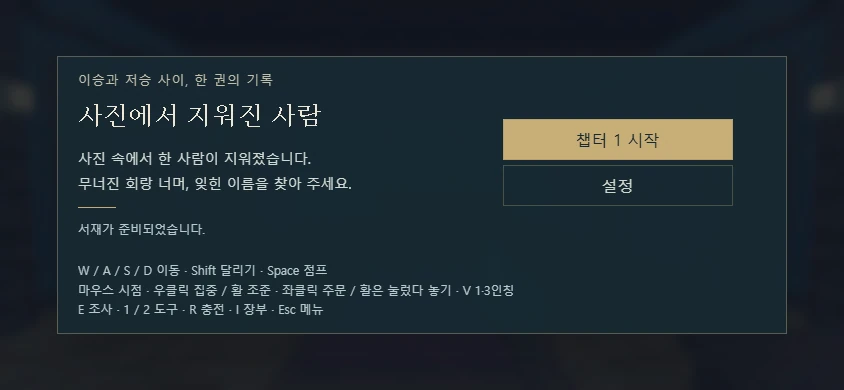 이승과 저승 사이, 한 권의 기록
사진에서 지워진 사람
사진 속에서 한 사람이 지워졌습니다.
무너진 회랑 너머, 잊힌 이름을 찾아 주세요.
서재가 준비되었습니다.
W / A / S / D 이동 · Shift 달리기 · Space 점프
마우스 시점 · 우클릭 집중 / 활 조준 · 좌클릭 주문 / 활은 눌렀다 놓기 · V 1·3인칭
E 조사 · 1 / 2 도구 · R 충전 · I 장부 · Esc 메뉴
챕터 1 시작
설정